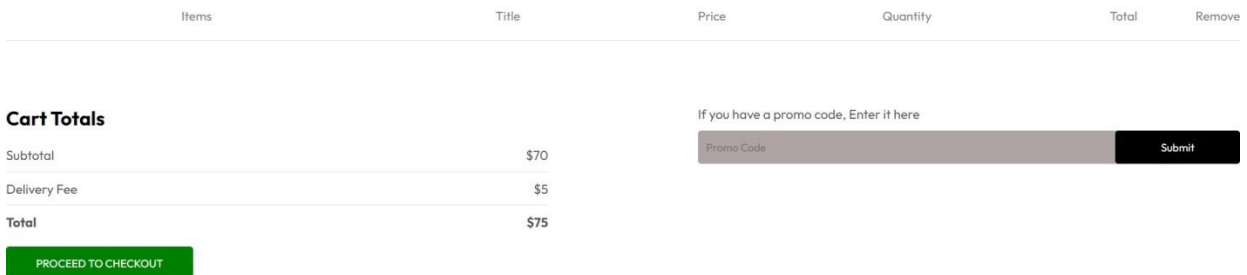 Items Title Price Quantity Total Remove
Cart Totals
Subtotal $70
Delivery Fee $5
Total $75
PROCEED TO CHECKOUT
If you have a promo code, Enter it here
Promo Code Submit